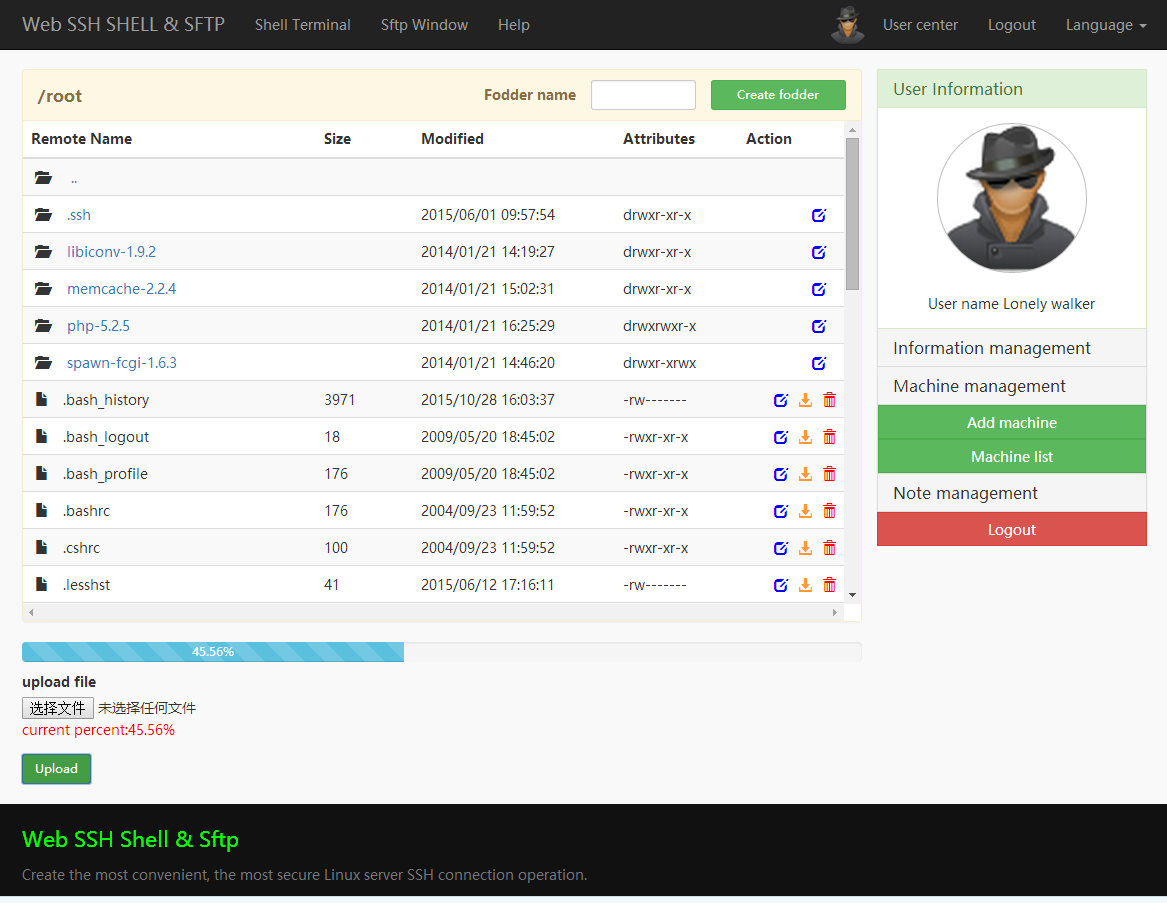 Web SSH SHELL & SFTP Shell Terminal Sftp Window Help User center Logout Language
/root Fodder name Create fodder
Remote Name Size Modified Attributes Action
..
.ssh 2015/06/01 09:57:54 drwxr-xr-x
libiconv-1.9.2 2014/01/21 14:19:27 drwxr-xr-x
memcache-2.2.4 2014/01/21 15:02:31 drwxr-xr-x
php-5.2.5 2014/01/21 16:25:29 drwxrwxr-x
spawn-fcgi-1.6.3 2014/01/21 14:46:20 drwxr-xrwx
.bash_history 3971 2015/10/28 16:03:37 -rw-------
.bash_logout 18 2009/05/20 18:45:02 -rwxr-xr-x
.bash_profile 176 2009/05/20 18:45:02 -rwxr-xr-x
.bashrc 176 2004/09/23 11:59:52 -rwxr-xr-x
.cshrc 100 2004/09/23 11:59:52 -rwxr-xr-x
.lesshst 41 2015/06/12 17:16:11 -rw-------
45.56%
upload file
选择文件 未选择任何文件
current percent:45.56%
Upload
User Information
User name Lonely walker
Information management
Machine management
Add machine
Machine list
Note management
Logout
Web SSH Shell & Sftp
Create the most convenient, the most secure Linux server SSH connection operation.